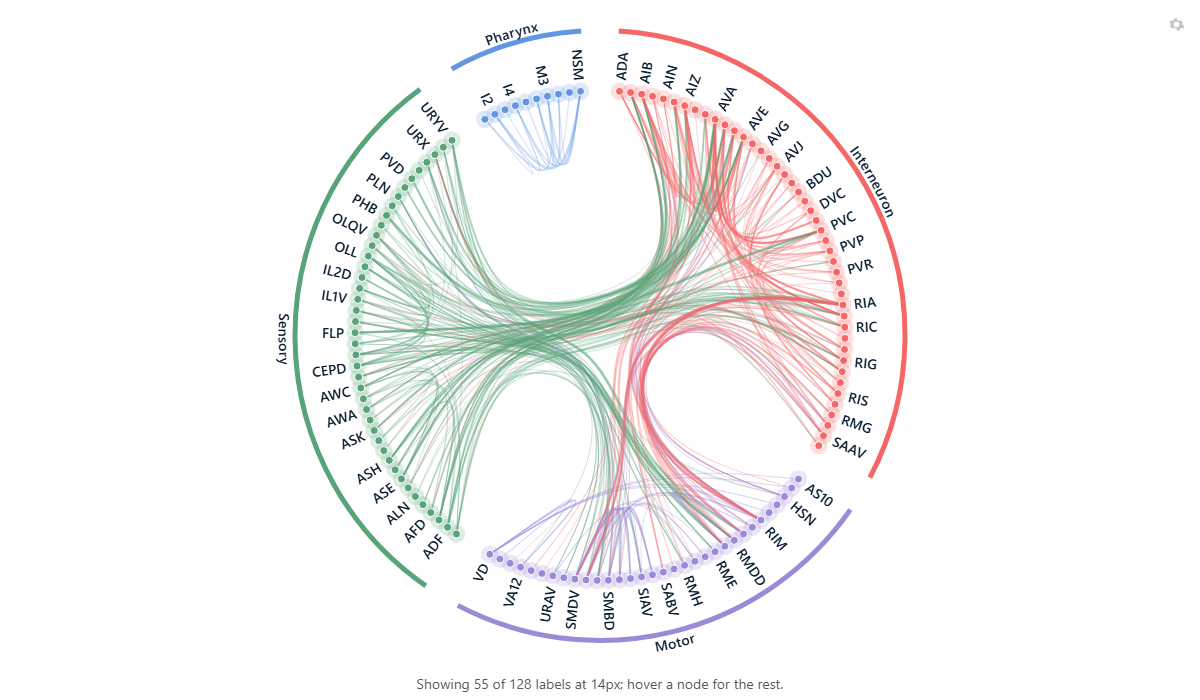 Pharynx
I2
I4
M3
NSM
Interneuron
ADA
AIB
AIN
AIZ
AVA
AVE
AVG
AVJ
BDU
DVC
PVC
PVP
PVR
RIA
RIC
RIG
RIS
RMG
SAAV
Motor
AS10
HSN
RIM
RMDD
RME
RMH
SABV
SIAV
SMBD
SMDV
URAV
VA12
VD
Sensory
ADF
AFD
ALN
ASE
ASH
ASK
AWA
AWC
CEPD
FLP
IL1V
IL2D
OLL
OLQV
PHB
PLN
PVD
URX
URYV
Showing 55 of 128 labels at 14px; hover a node for the rest.